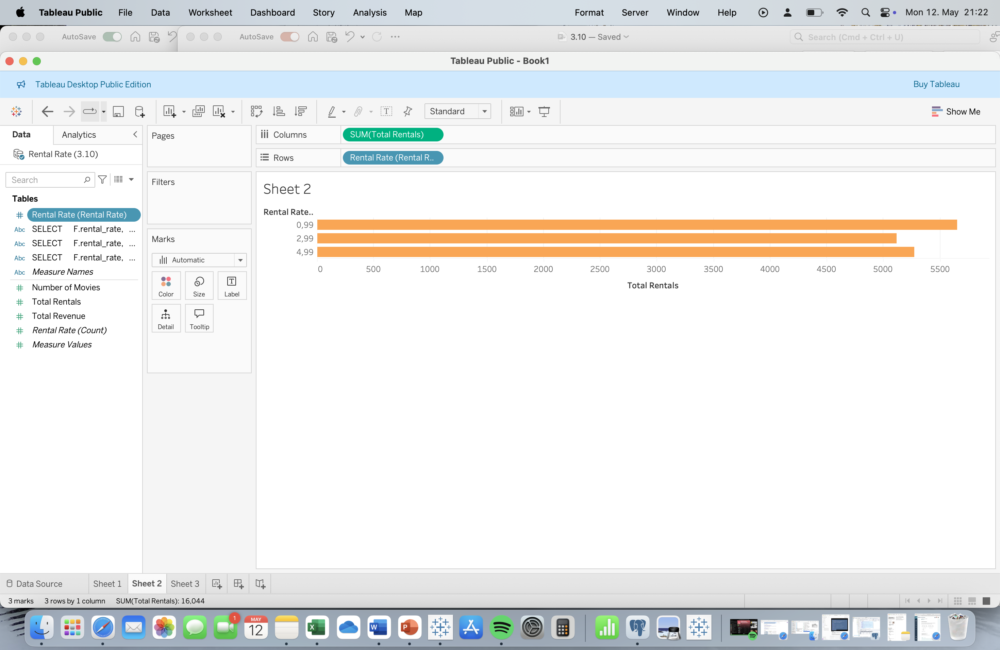 Tableau Public File Data Worksheet Dashboard Story Analysis Map Format Server Window Help Mon 12. May 21:22
AutoSave AutoSave 3.10 — Saved Search (Cmd + Ctrl + U)
Tableau Public - Book1
Tableau Desktop Public Edition Buy Tableau
Standard Show Me
Data Analytics Pages Columns SUM(Total Rentals)
Rental Rate (3.10) Rows Rental Rate (Rental R..
Search Filters
Sheet 2
Tables
Rental Rate..
Rental Rate (Rental Rate)
Abc SELECT F.rental_rate, ...
Abc SELECT F.rental_rate, ...
Abc SELECT F.rental_rate, ...
Abc Measure Names
Number of Movies
Total Rentals
Total Revenue
Rental Rate (Count)
Measure Values
Marks
Automatic
Color Size Label
Detail Tooltip
0,99
2,99
4,99
0 500 1000 1500 2000 2500 3000 3500 4000 4500 5000 5500
Total Rentals
Data Source Sheet 1 Sheet 2 Sheet 3
3 marks 3 rows by 1 column SUM(Total Rentals): 16,044
1
MAY
12
X
W
P